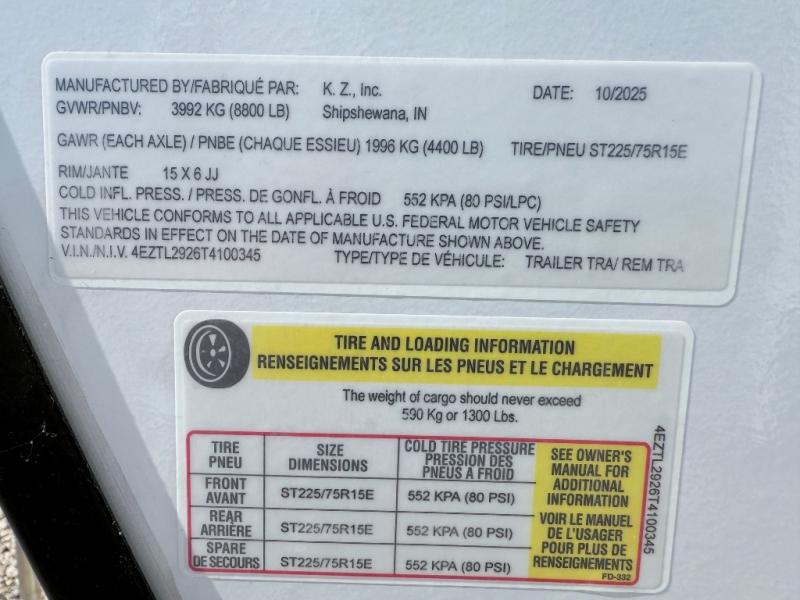 MANUFACTURED BY/FABRIQUÉ PAR: K. Z., Inc. DATE: 10/2025
GVWR/PNBV: 3992 KG (8800 LB) Shipshewana, IN
GAWR (EACH AXLE) / PNBE (CHAQUE ESSIEU) 1996 KG (4400 LB) TIRE/PNEU ST225/75R15E
RIM/JANTE 15 X 6 JJ
COLD INFL. PRESS. / PRESS. DE GONFL. À FROID 552 KPA (80 PSI/LPC)
THIS VEHICLE CONFORMS TO ALL APPLICABLE U.S. FEDERAL MOTOR VEHICLE SAFETY
STANDARDS IN EFFECT ON THE DATE OF MANUFACTURE SHOWN ABOVE.
V.I.N./N.I.V. 4EZTL2926T4100345 TYPE/TYPE DE VÉHICULE: TRAILER TRA/ REM TRA
TIRE AND LOADING INFORMATION
RENSEIGNEMENTS SUR LES PNEUS ET LE CHARGEMENT
The weight of cargo should never exceed
590 Kg or 1300 Lbs.
TIRE
PNEU
SIZE
DIMENSIONS
COLD TIRE PRESSURE
PRESSION DES
PNEUS A FROID
FRONT
AVANT
ST225/75R15E
552 KPA (80 PSI)
REAR
ARRIÈRE
ST225/75R15E
552 KPA (80 PSI)
SPARE
DE SECOURS
ST225/75R15E
552 KPA (80 PSI)
SEE OWNER'S
MANUAL FOR
ADDITIONAL
INFORMATION
VOIR LE MANUEL
DE L'USAGER
POUR PLUS DE
RENSEIGNEMENTS
FD-332
4EZTL2926T4100345